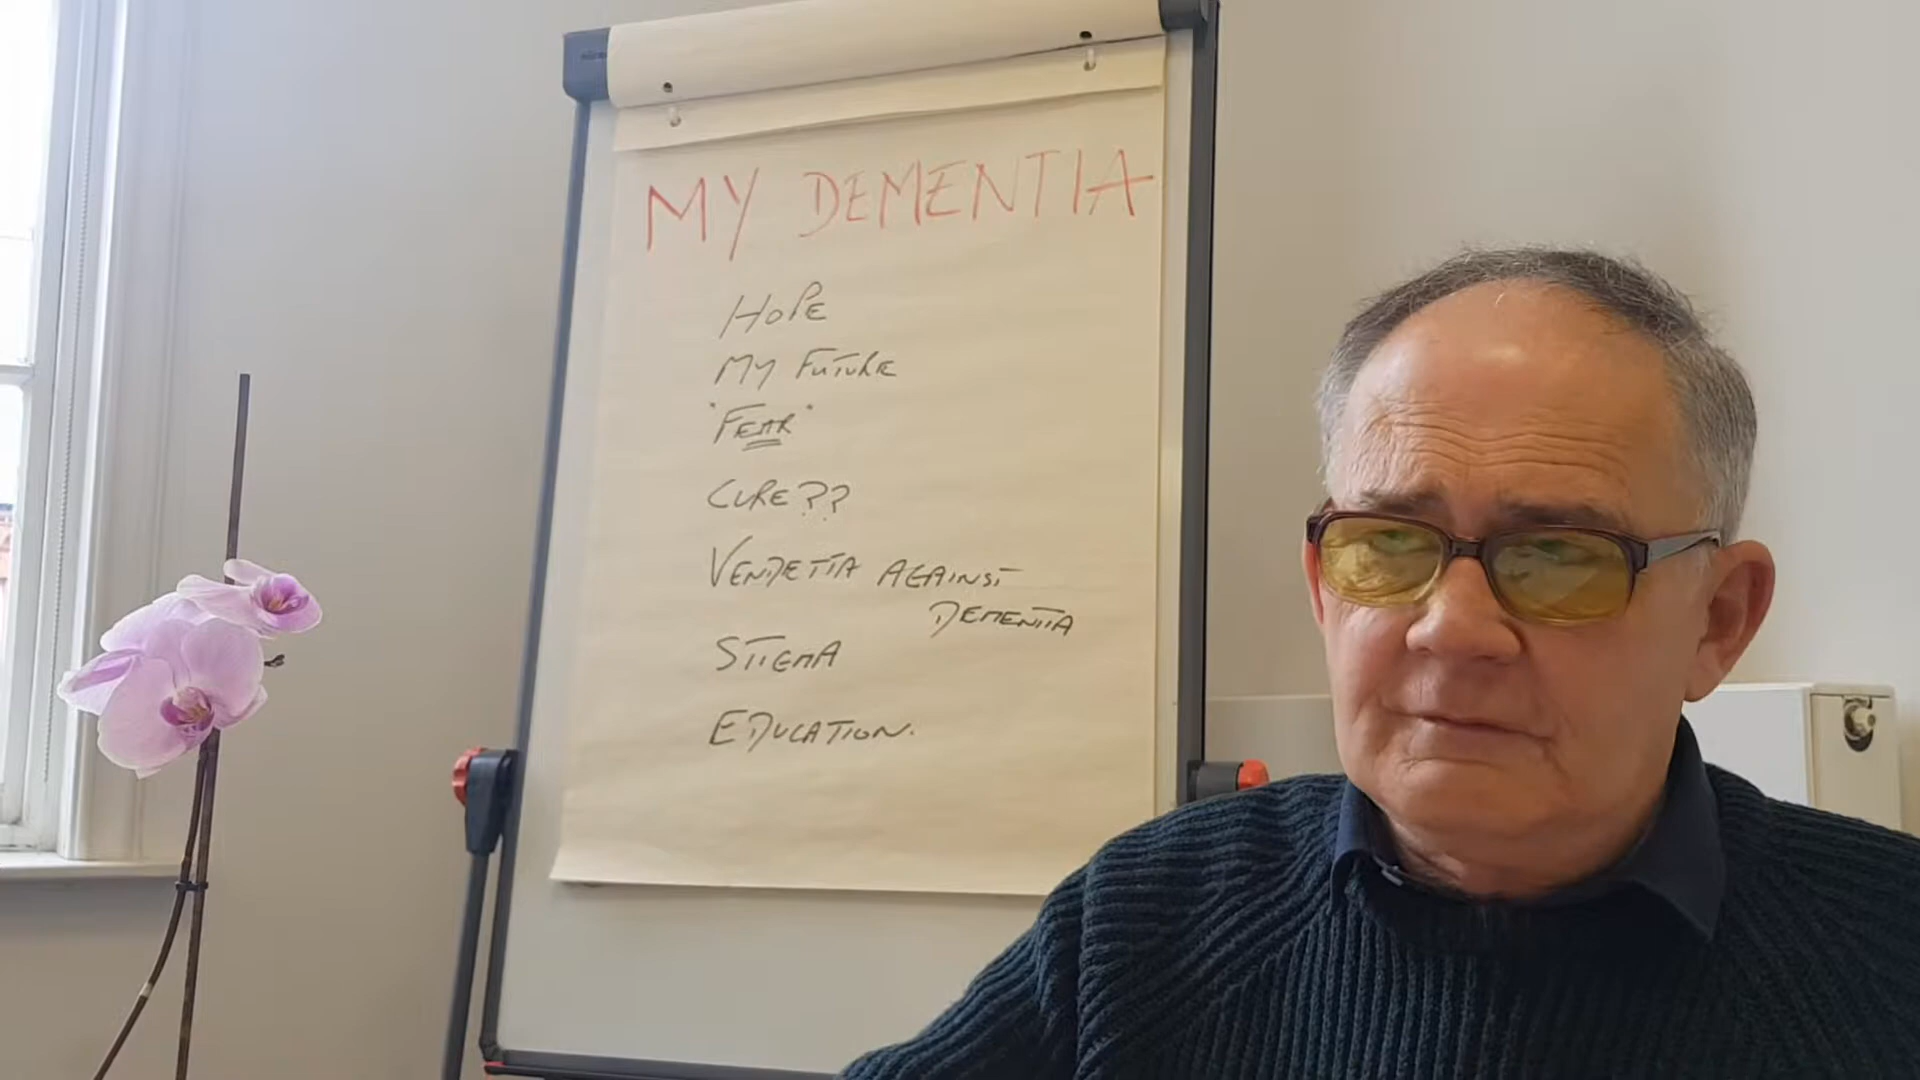 MY DEMENTIA
HOPE
MY FUTURE
"FEAR"
CURE??
VENDETTA AGAINST
DEMENTIA
STIGMA
EDUCATION.